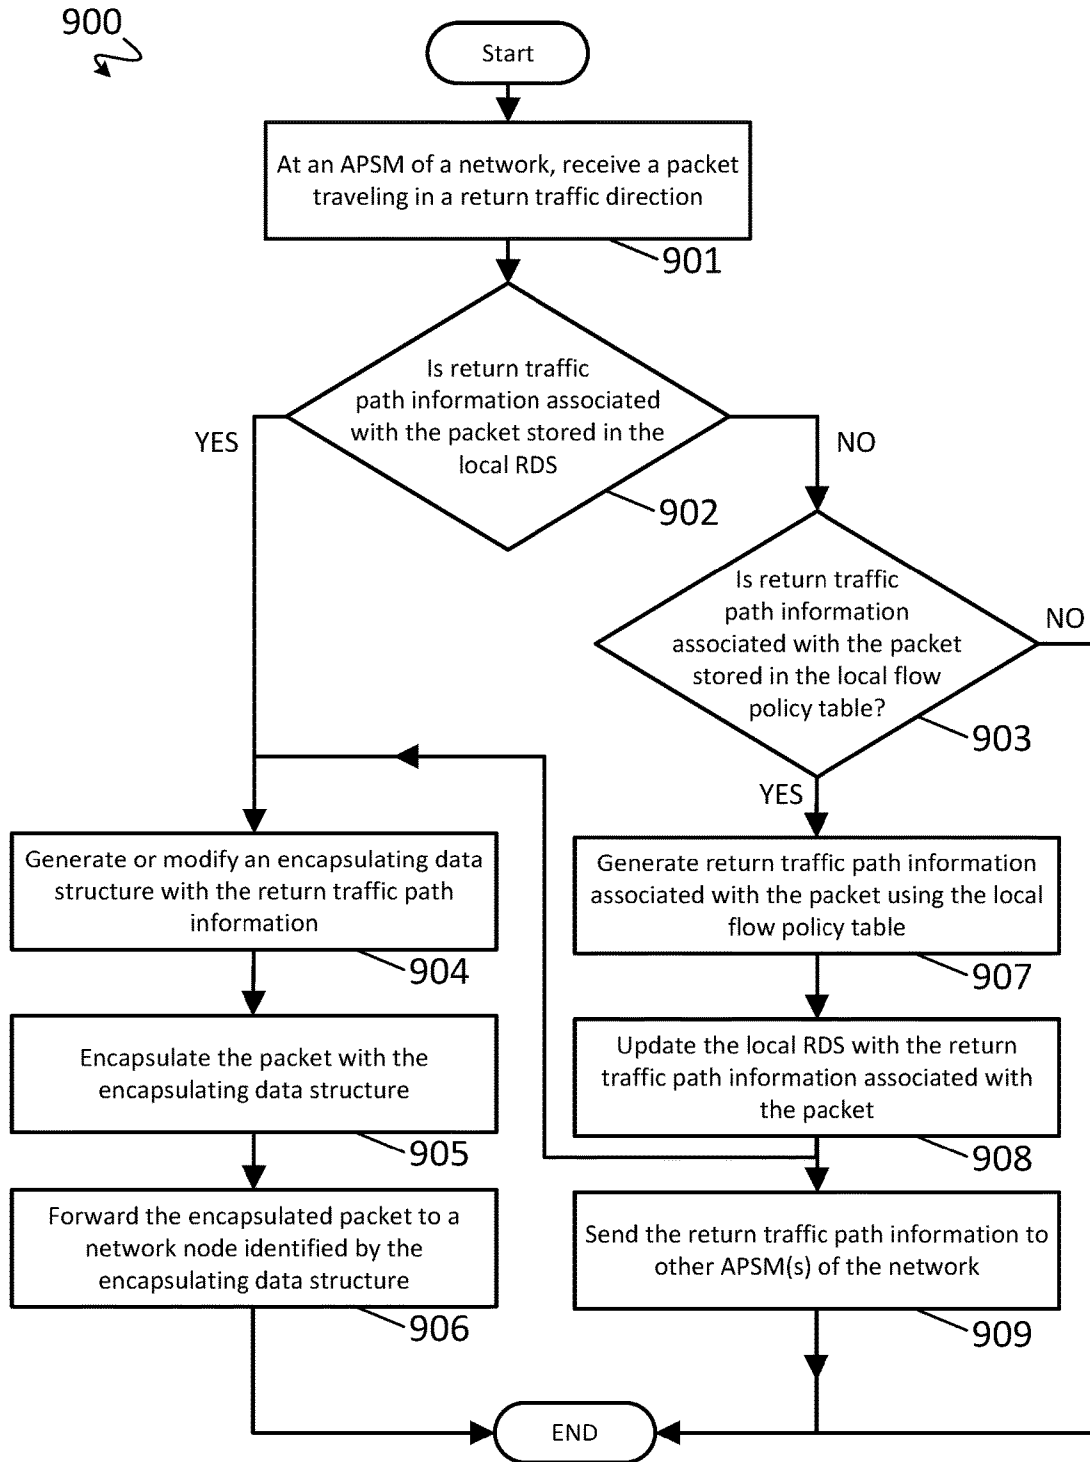 900
Start
At an APSM of a network, receive a packet
traveling in a return traffic direction
901
Is return traffic
path information associated
with the packet stored in the
local RDS
YES
NO
902
Is return traffic
path information
associated with the packet
stored in the local flow
policy table?
NO
903
YES
Generate or modify an encapsulating data
structure with the return traffic path
information
904
Generate return traffic path information
associated with the packet using the local
flow policy table
907
Encapsulate the packet with the
encapsulating data structure
905
Update the local RDS with the return
traffic path information associated with
the packet
908
Forward the encapsulated packet to a
network node identified by the
encapsulating data structure
906
Send the return traffic path information to
other APSM(s) of the network
909
END